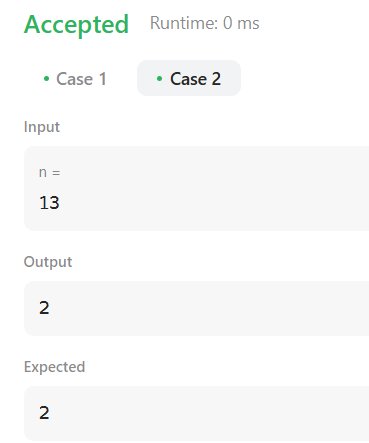 Accepted Runtime: 0 ms
Case 1 Case 2
Input
n =
13
Output
2
Expected
2